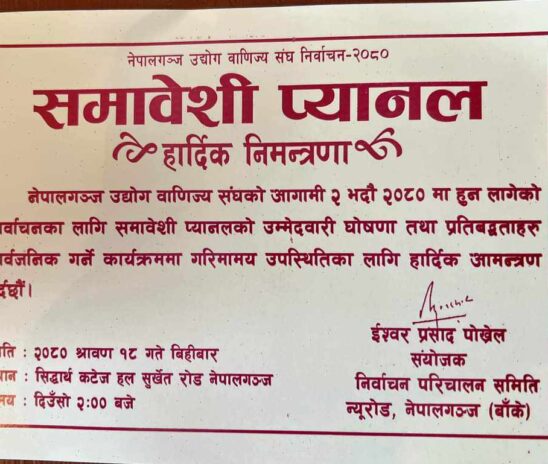 नेपालगञ्ज उद्योग वाणिज्य संघ निर्वाचन-२०८०
समावेशी प्यानल
हार्दिक निमन्त्रणा
नेपालगञ्ज उद्योग वाणिज्य संघको आगामी २ भदौ २०८० मा हुन लागेको
र्वाचनका लागि समावेशी प्यानलको उम्मेदवारी घोषणा तथा प्रतिबद्धताहरु
र्वजनिक गर्ने कार्यक्रममा गरिमामय उपस्थितिका लागि हार्दिक आमन्त्रण
र्दछौं।
ईश्वर प्रसाद पोख्रेल
संयोजक
निर्वाचन परिचालन समिति
न्यूरोड, नेपालगञ्ज (बाँके)
ति : २०८० श्रावण १८ गते बिहीबार
ान : सिद्धार्थ कटेज हल सुर्खेत रोड नेपालगञ्ज
मय : दिउँसो २:०० बजे